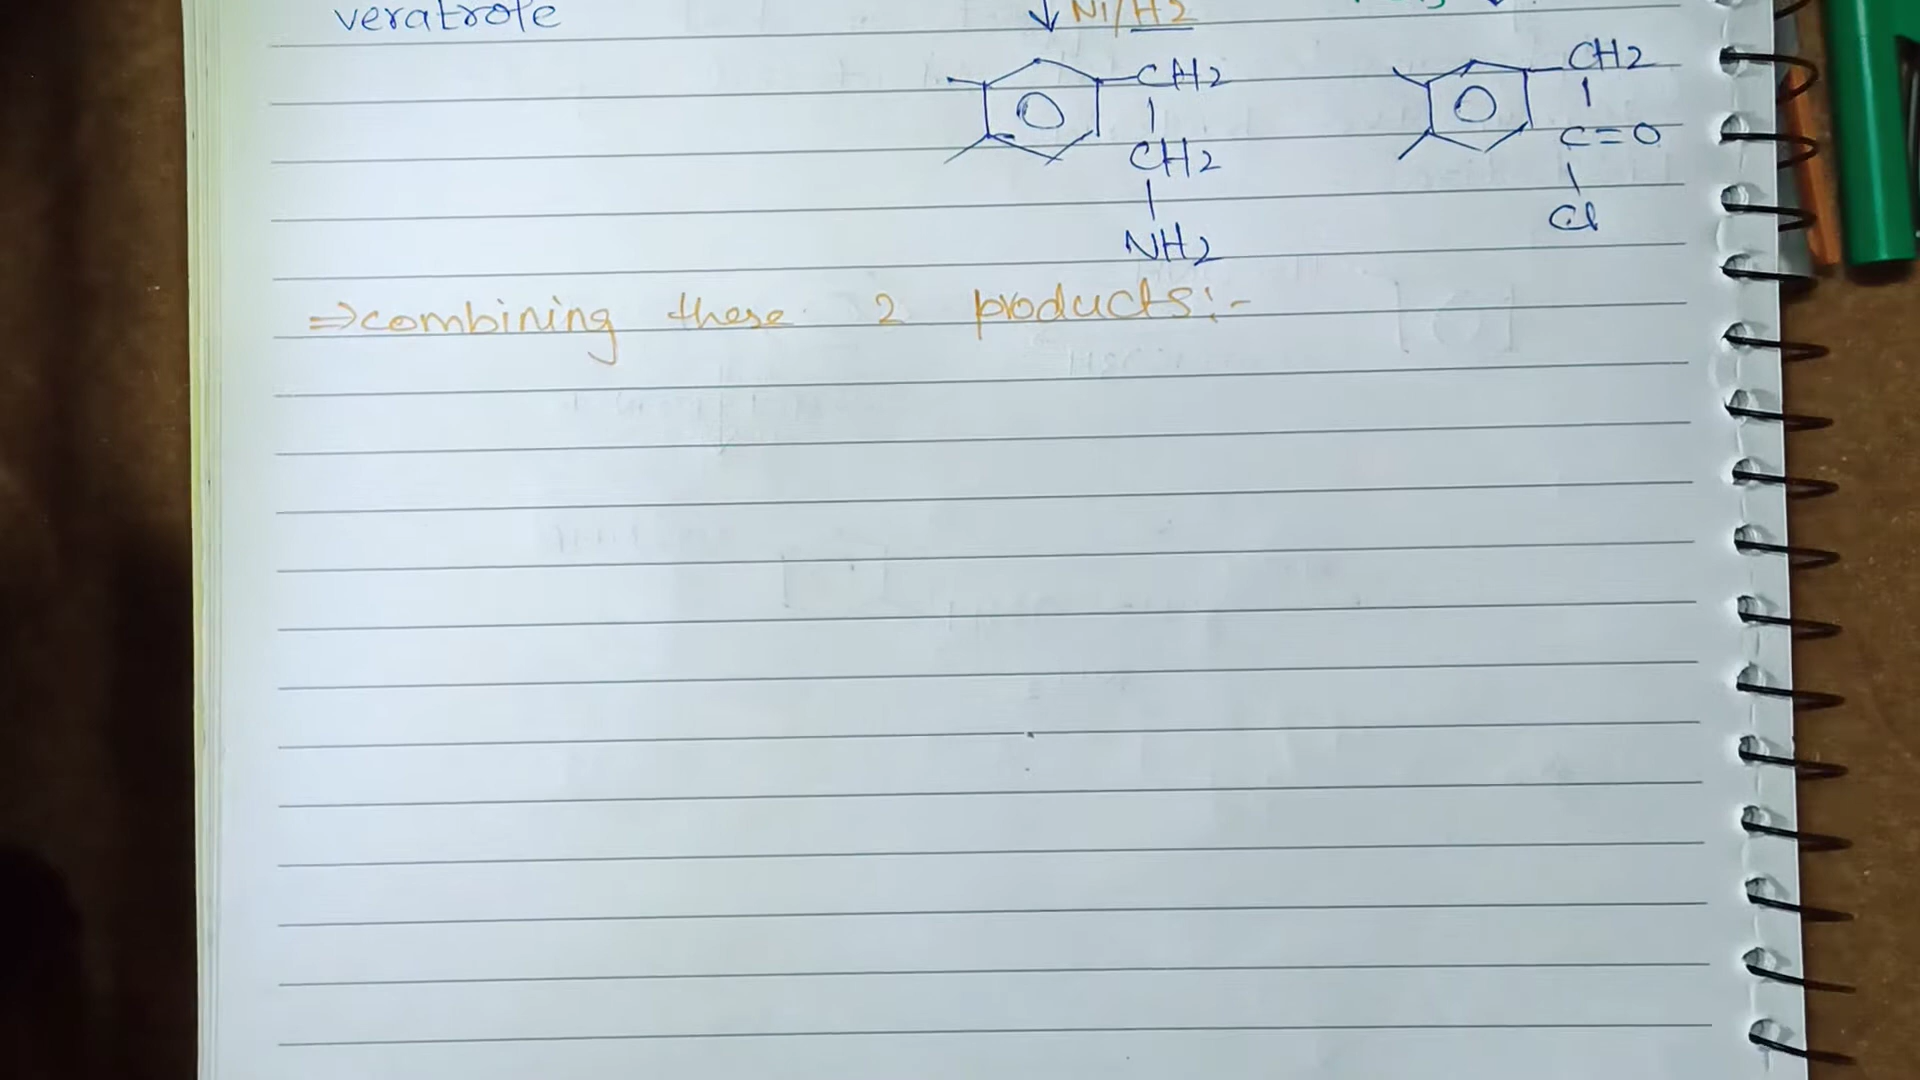 veratrole
Ni/H2
CH2
CH2
NH2
CH2
C=O
Cl
⇒combining these 2 products:-